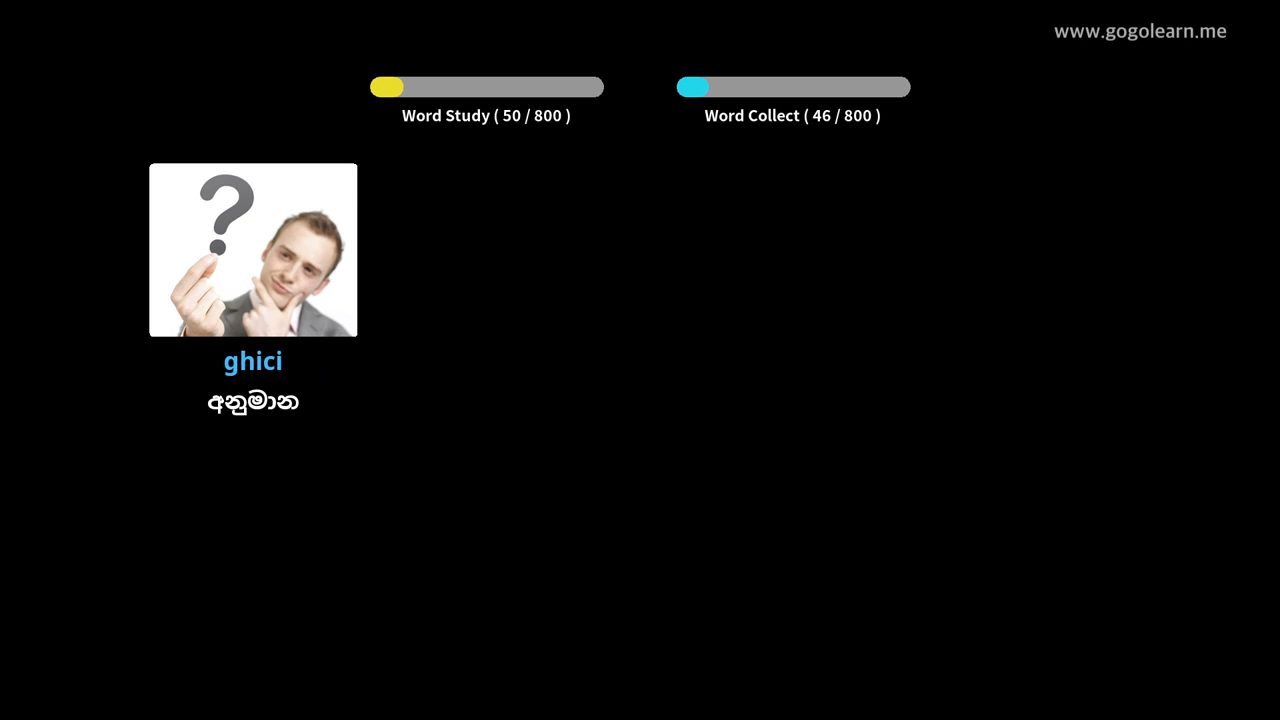 www.gogolearn.me
Word Study ( 50 / 800 )
Word Collect ( 46 / 800 )
?
ghici
අනුමාන